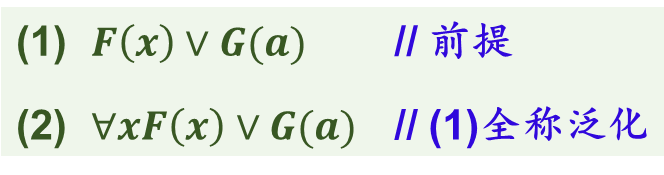 (1) F(x) ∨ G(a) // 前提
(2) ∀xF(x) ∨ G(a) // (1)全称泛化